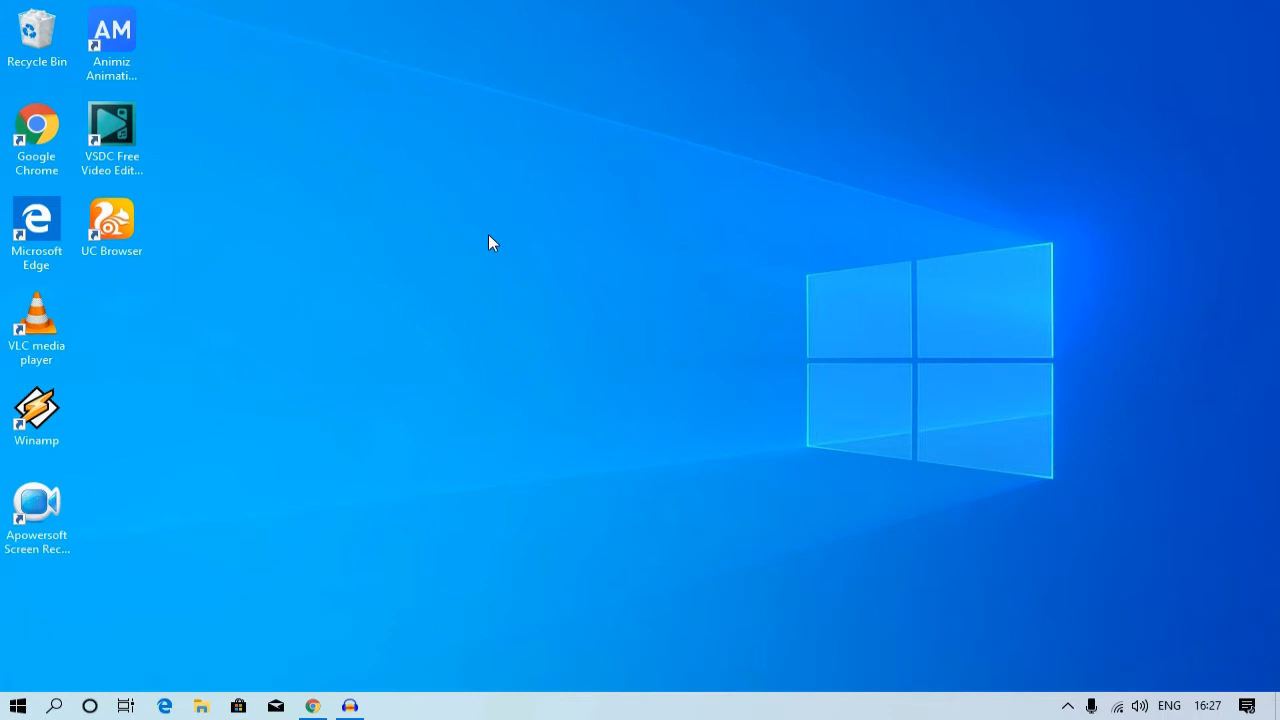 Recycle Bin
AM
Animiz
Animati...
Google
Chrome
VSDC Free
Video Edit...
Microsoft
Edge
UC Browser
VLC media
player
Winamp
Apowersoft
Screen Rec...
ENG
16:27